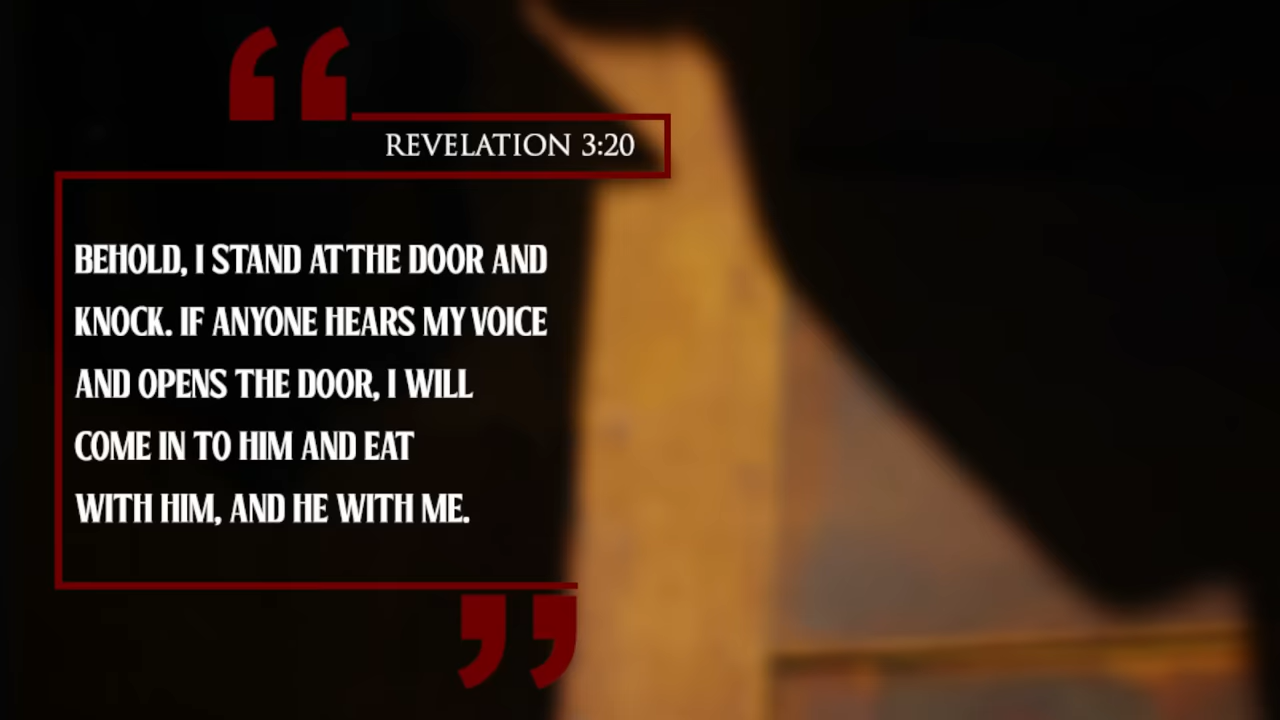 REVELATION 3:20
BEHOLD, I STAND AT THE DOOR AND
KNOCK. IF ANYONE HEARS MY VOICE
AND OPENS THE DOOR, I WILL
COME IN TO HIM AND EAT
WITH HIM, AND HE WITH ME.